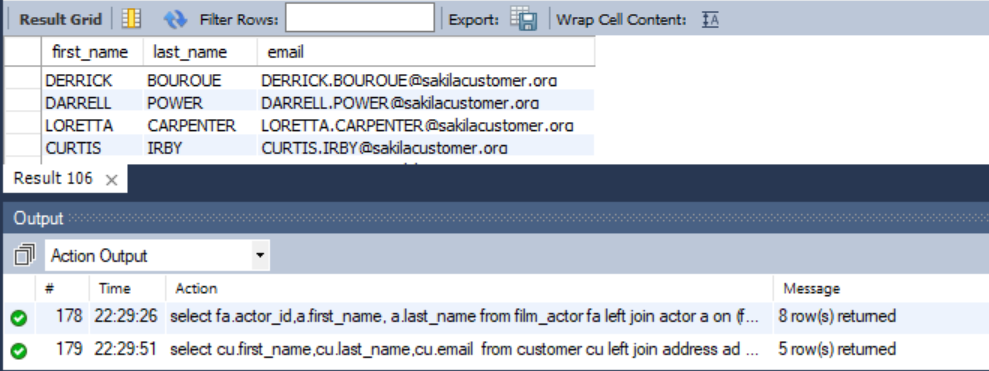 Result Grid Filter Rows: Export: Wrap Cell Content: IA
first_name last_name email
DERRICK BOURQUE DERRICK.BOURQUE@sakilacustomer.org
DARRELL POWER DARRELL.POWER@sakilacustomer.org
LORETTA CARPENTER LORETTA.CARPENTER@sakilacustomer.org
CURTIS IRBY CURTIS.IRBY@sakilacustomer.org
Result 106
Output
Action Output
# Time Action Message
178 22:29:26 select fa.actor_id,a.first_name, a.last_name from film_actor fa left join actor a on (f... 8 row(s) returned
179 22:29:51 select cu.first_name,cu.last_name,cu.email from customer cu left join address ad ... 5 row(s) returned